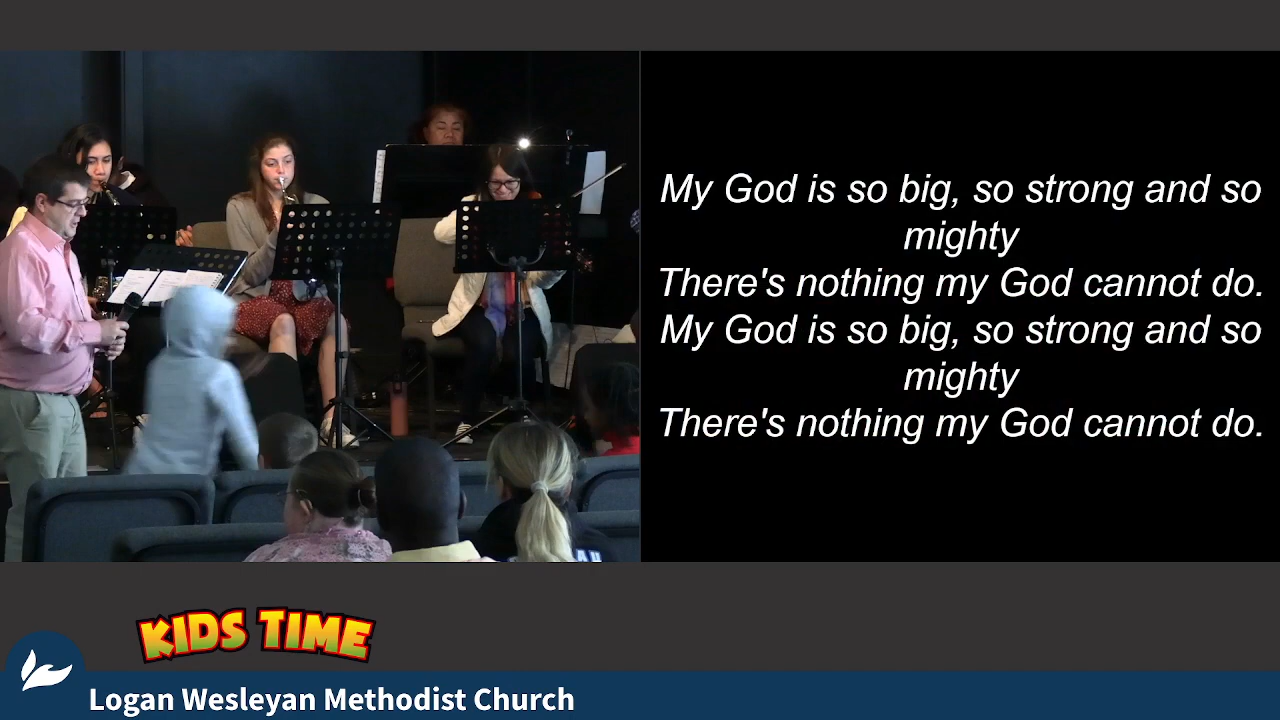 My God is so big, so strong and so
mighty
There's nothing my God cannot do.
My God is so big, so strong and so
mighty
There's nothing my God cannot do.
KIDS TIME
Logan Wesleyan Methodist Church